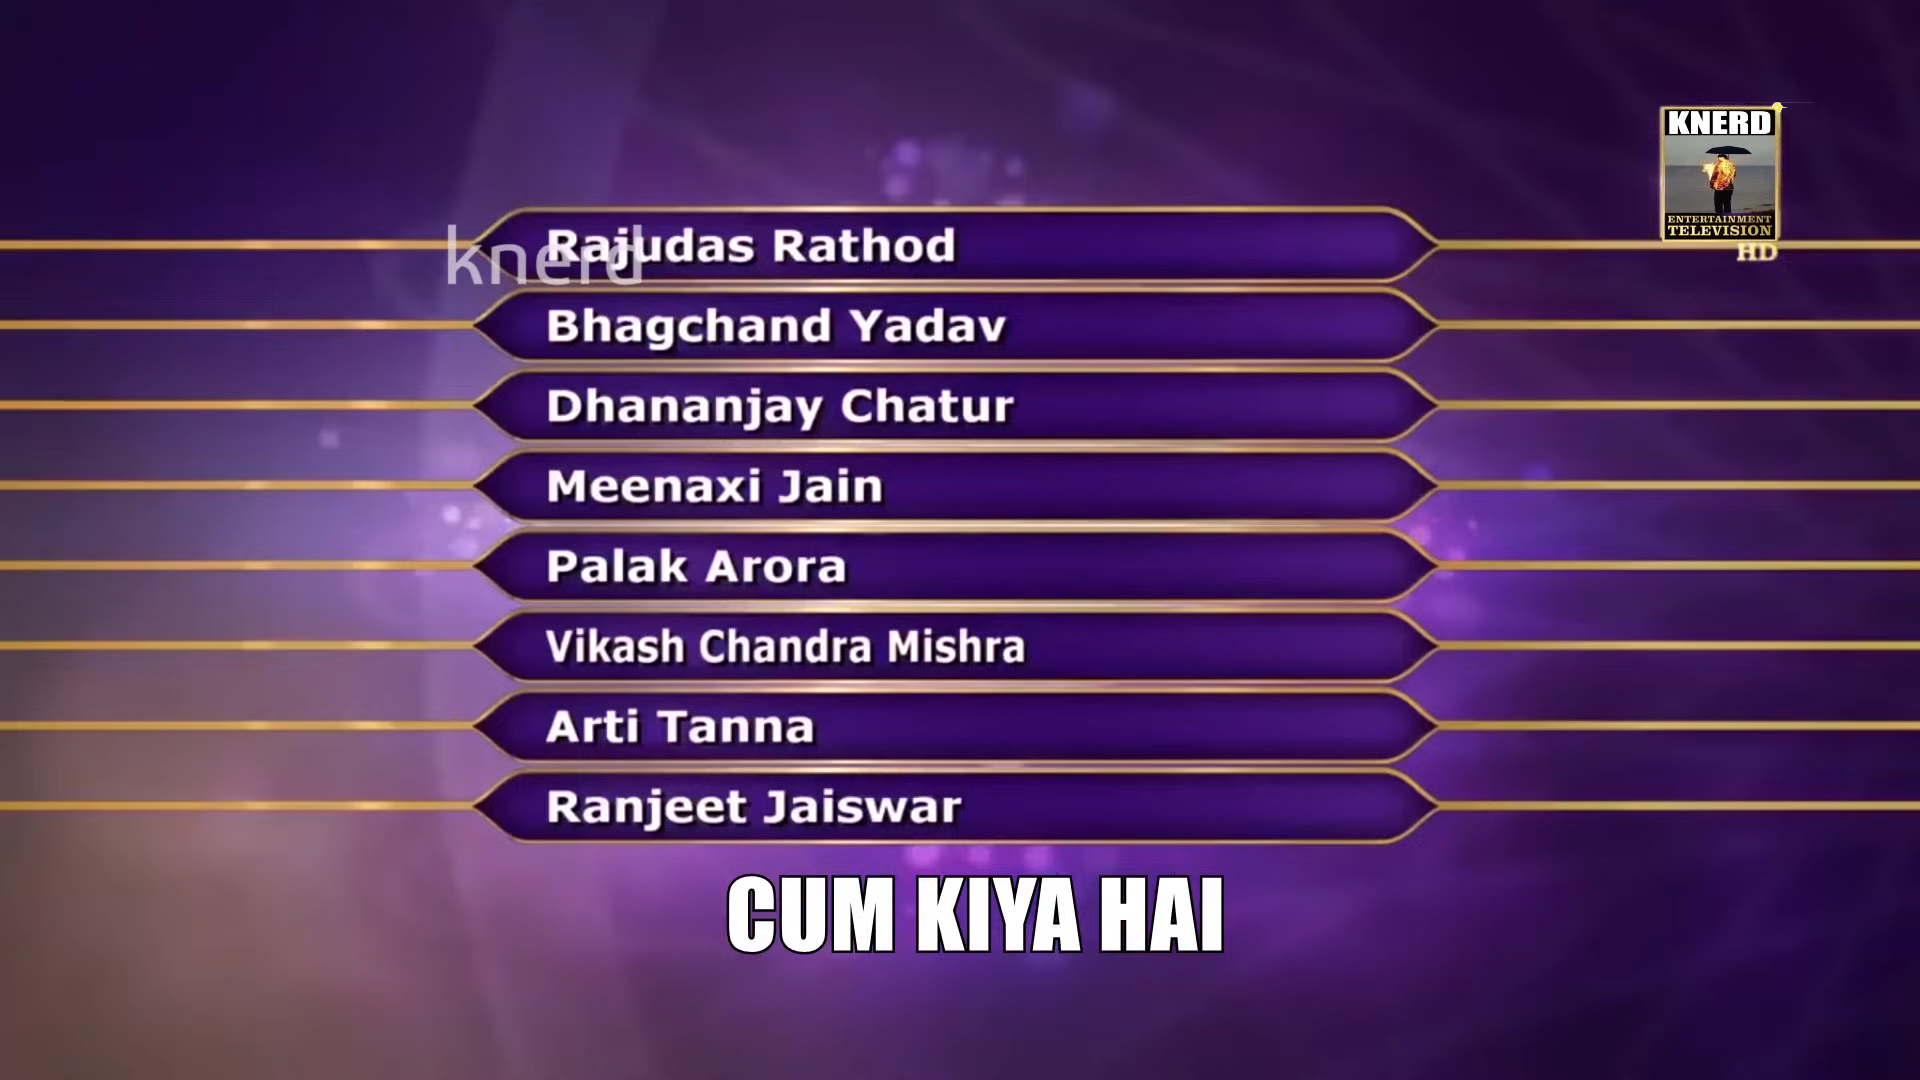 KNERD
ENTERTAINMENT
TELEVISION
HD
knerd
Rajudas Rathod
Bhagchand Yadav
Dhananjay Chatur
Meenaxi Jain
Palak Arora
Vikash Chandra Mishra
Arti Tanna
Ranjeet Jaiswar
CUM KIYA HAI